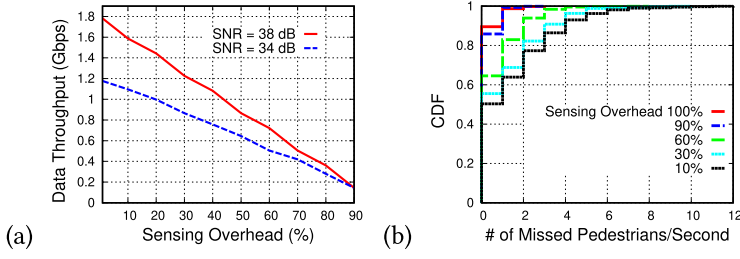 1.8
1.6
1.4
1.2
1
0.8
0.6
0.4
0.2
0
Data Throughput (Gbps)
SNR = 38 dB
SNR = 34 dB
10 20 30 40 50 60 70 80 90
Sensing Overhead (%)
(a)
1
0.8
0.6
0.4
0.2
0
CDF
Sensing Overhead 100%
90%
60%
30%
10%
0 2 4 6 8 10 12
# of Missed Pedestrians/Second
(b)